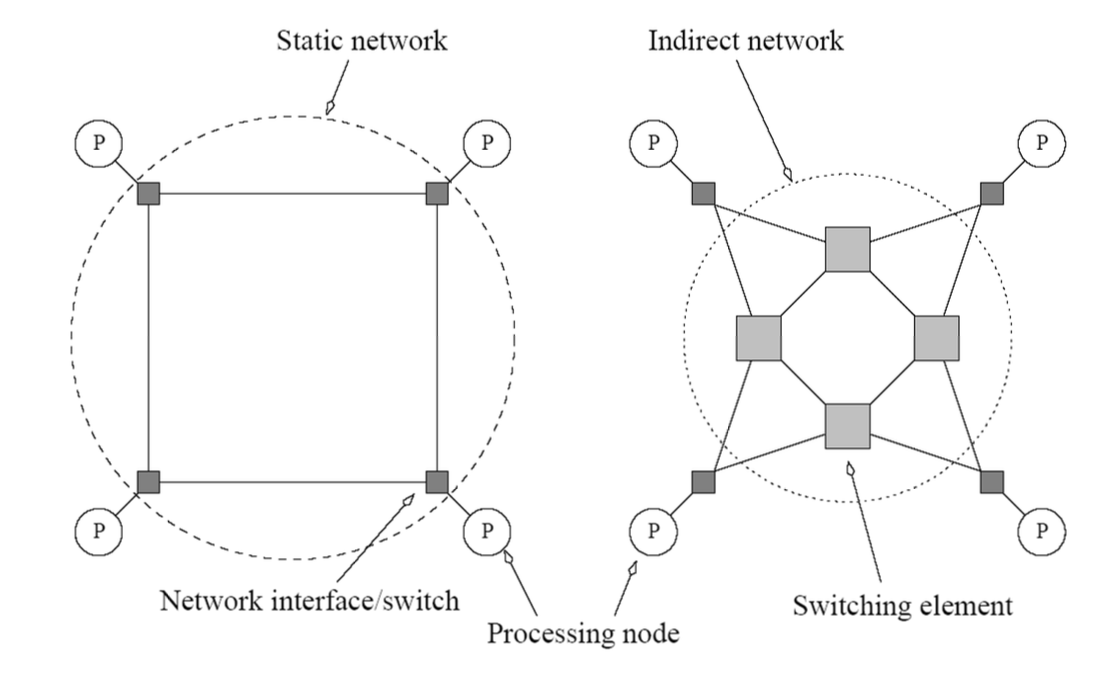 Static network
Indirect network
P
P
P
P
P
P
P
P
Network interface/switch
Switching element
Processing node